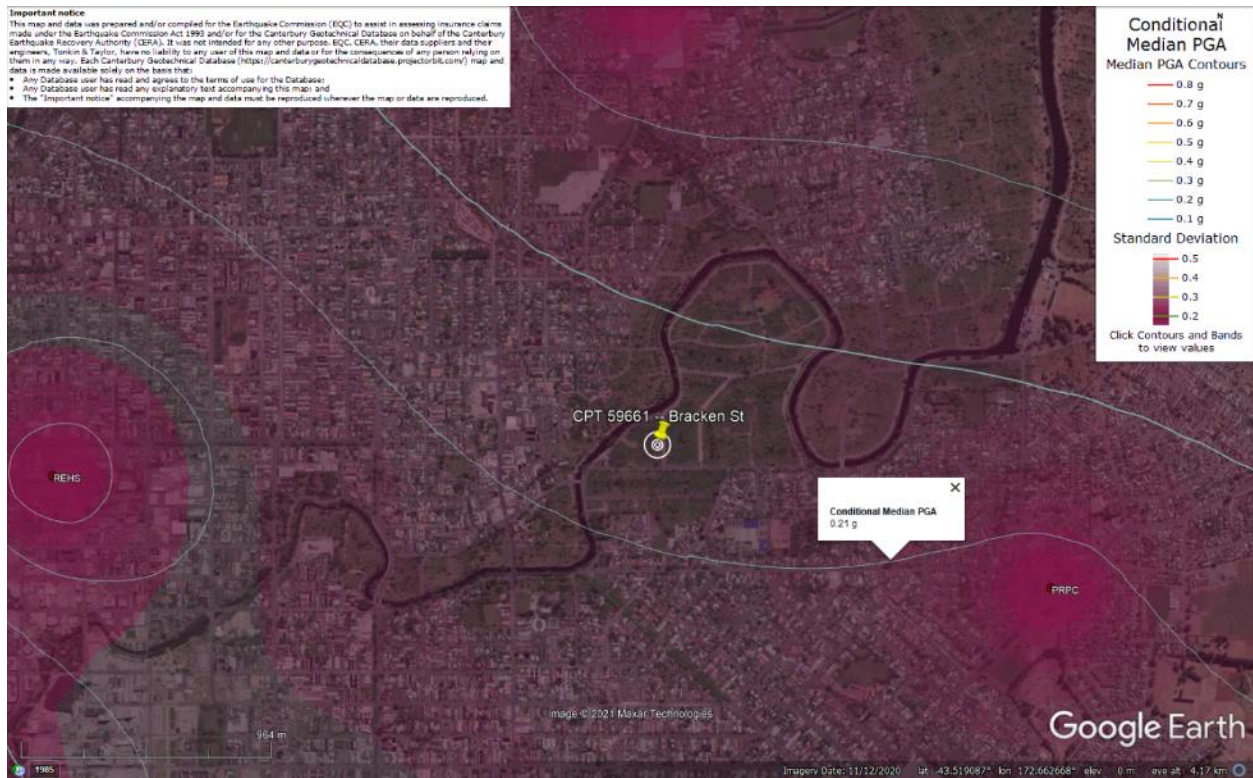 Important notice
This map and data was prepared and/or compiled for the Earthquake Commission (EQC) to assist in assessing insurance claims
made under the Earthquake Commission Act 1993 and/or for the Canterbury Geotechnical Database on behalf of the Canterbury
Earthquake Recovery Authority (CERA). It was not intended for any other purpose. EQC, CERA, their data suppliers and their
engineers, Tonkin & Taylor, have no liability to any user of this map and data or for the consequences of any person relying on
them in any way. Each Canterbury Geotechnical Database (https://canterburygeotechnicaldatabase.projectorbit.com/) map and
data is made available solely on the basis that:
• Any Database user has read and agrees to the terms of use for the Database;
• Any Database user has read any explanatory text accompanying this map; and
• The "Important notice" accompanying the map and data must be reproduced wherever the map or data are reproduced.
N
Conditional
Median PGA
Median PGA Contours
0.8 g
0.7 g
0.6 g
0.5 g
0.4 g
0.3 g
0.2 g
0.1 g
Standard Deviation
0.5
0.4
0.3
0.2
Click Contours and Bands
to view values
CPT 59661 -- Bracken St
REHS
Conditional Median PGA
0.21 g
PRPC
Image © 2021 Maxar Technologies
Google Earth
964 m
1985
Imagery Date: 11/12/2020 lat -43.519087° lon 172.662668° elev 0 m eye alt 4.17 km